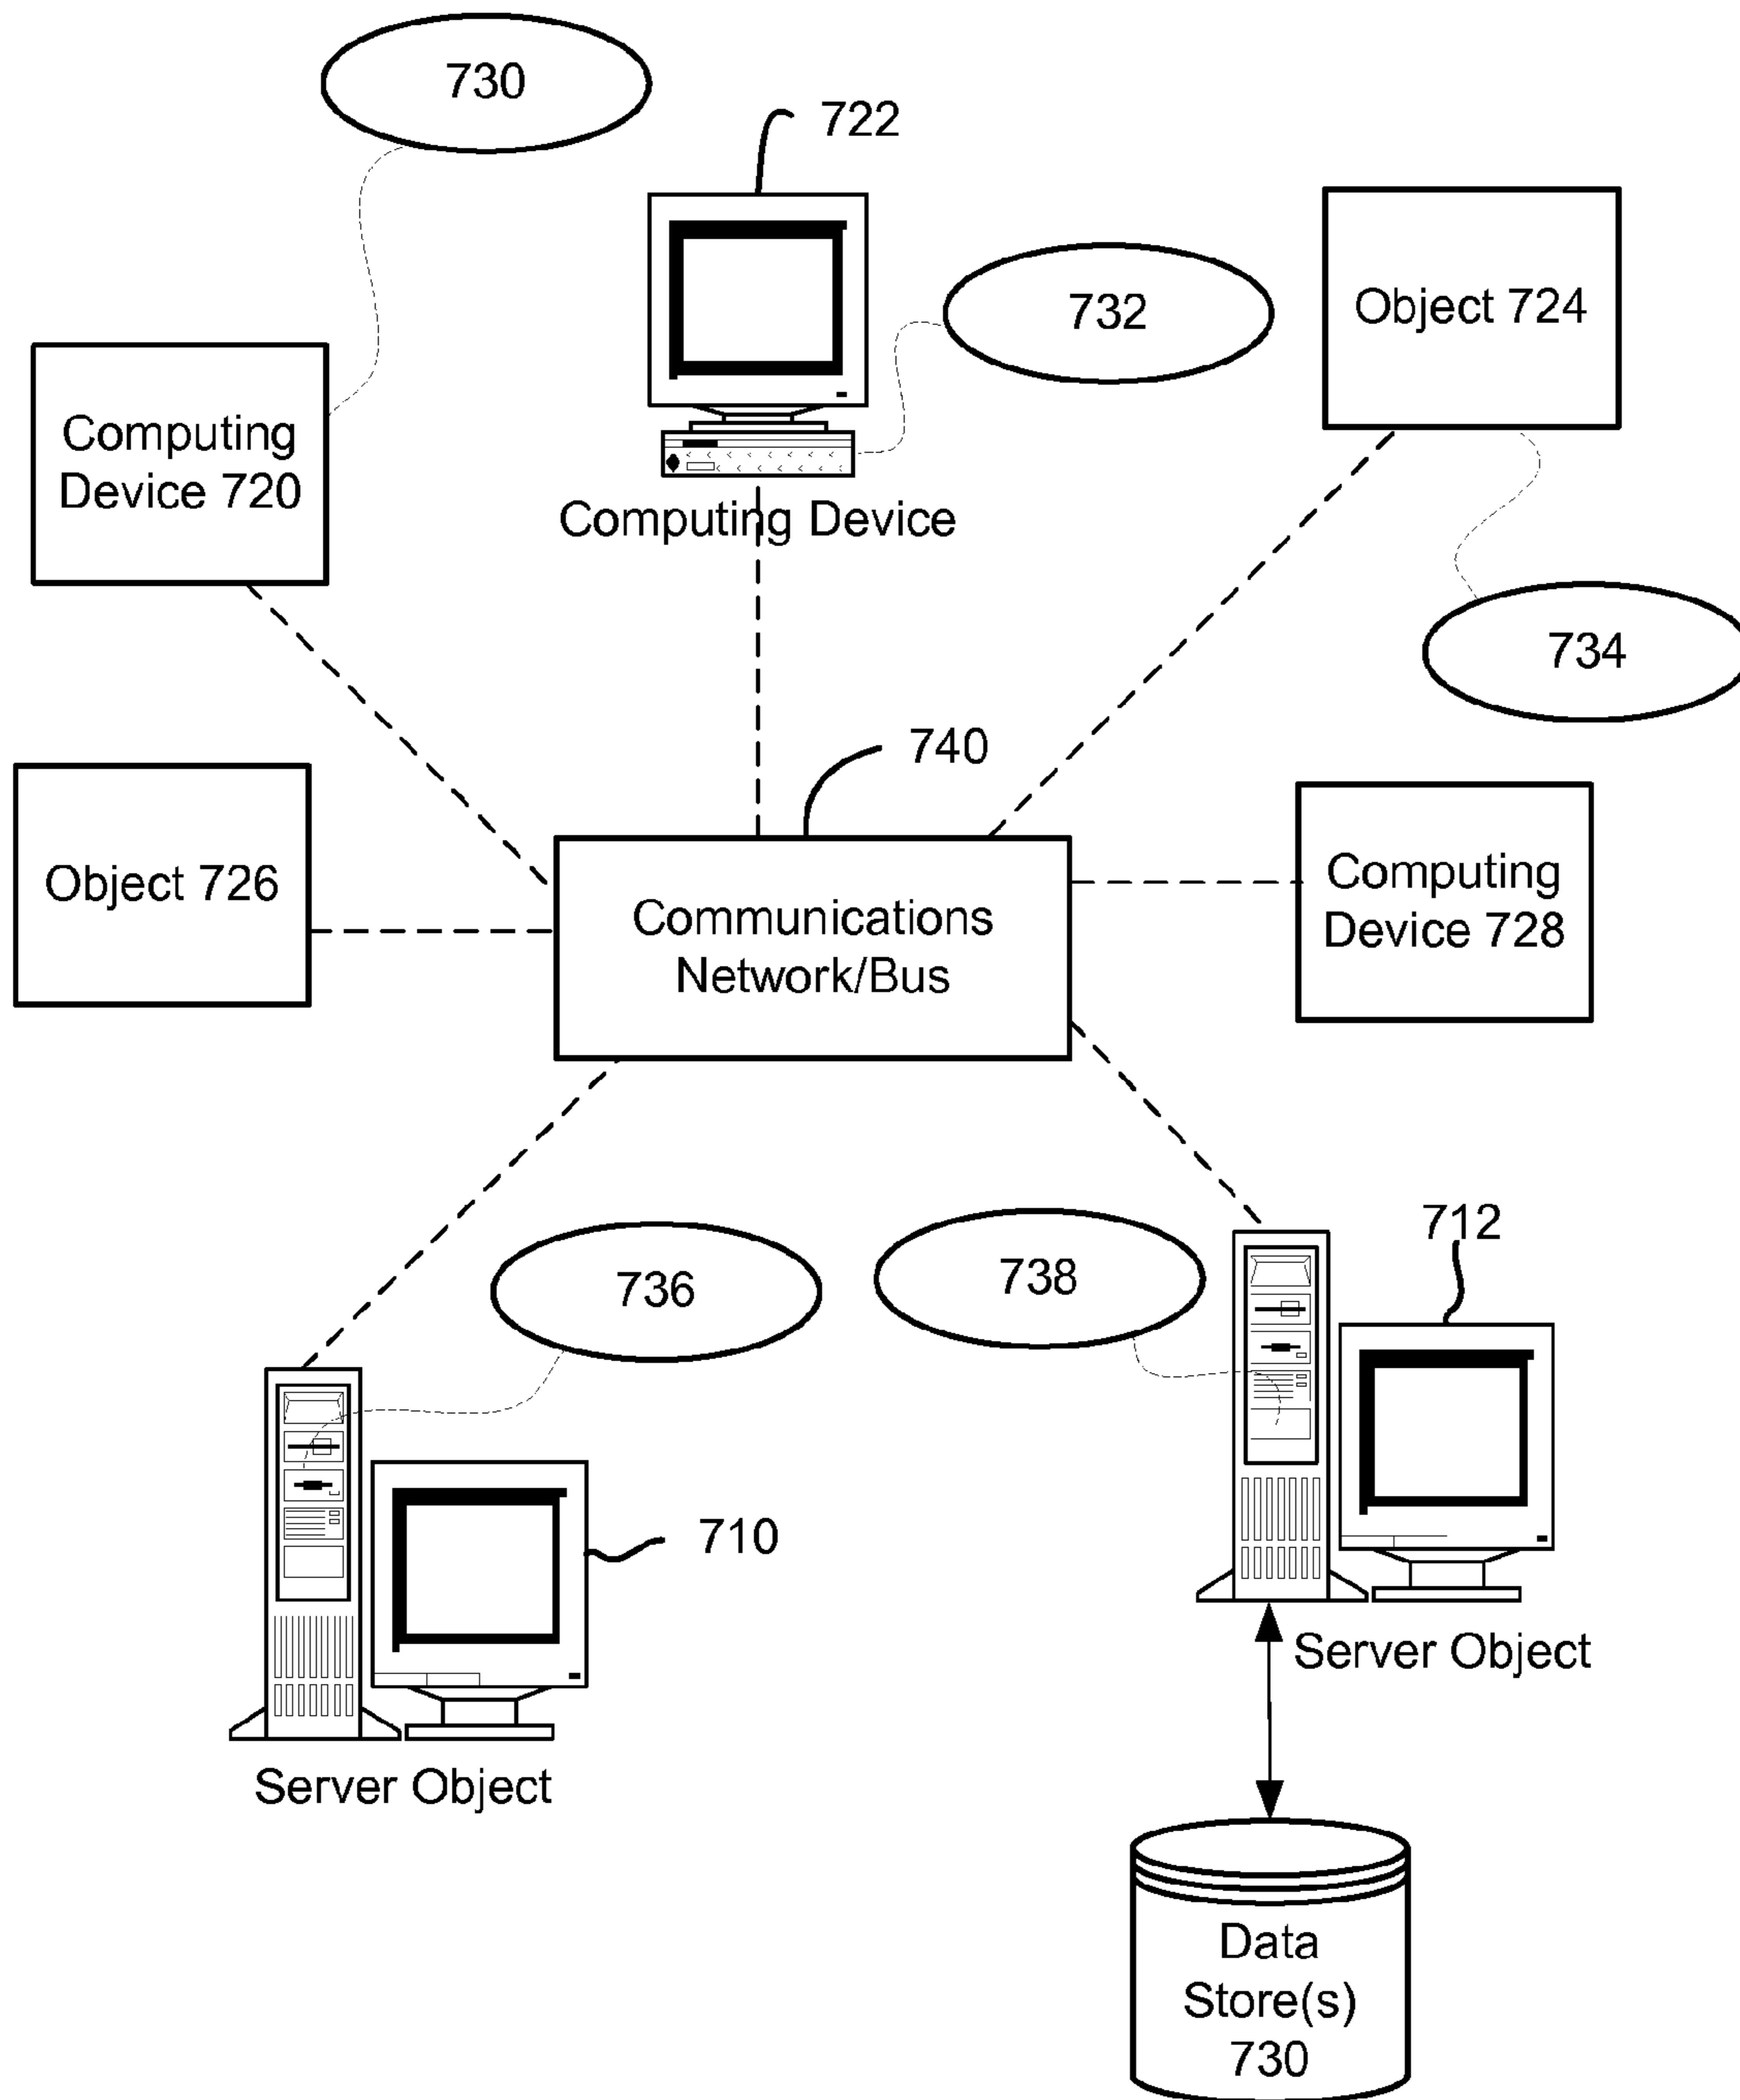 730
722
732
Object 724
Computing
Device 720
Computing Device
734
740
Object 726
Communications
Network/Bus
Computing
Device 728
736
738
712
710
Server Object
Server Object
Data
Store(s)
730